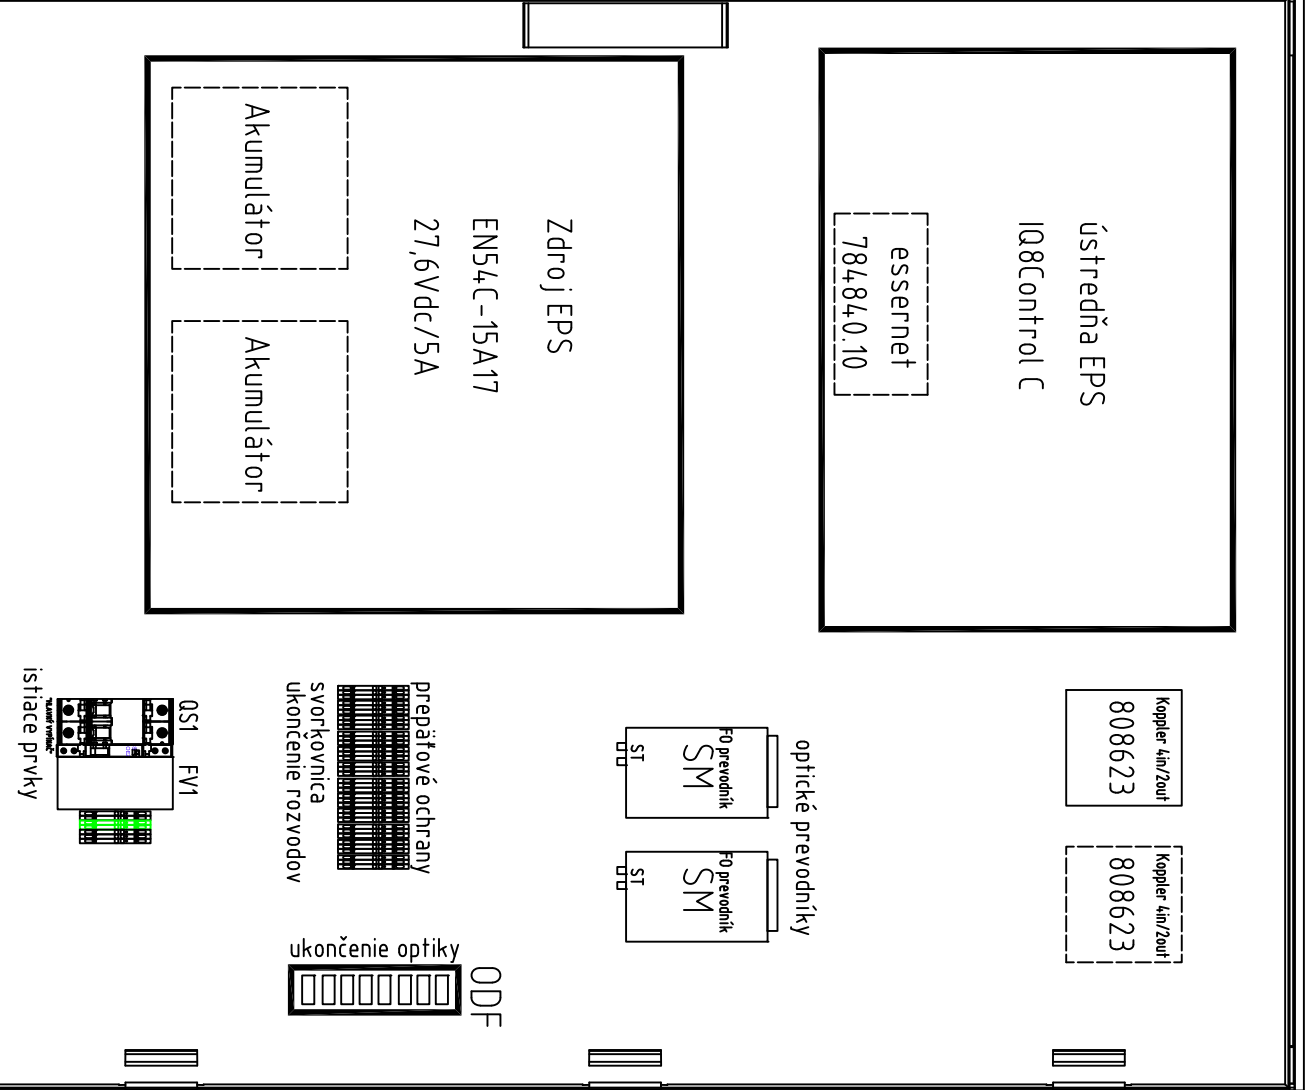 ústredňa EPS
IQ8Control C
essernet
784840.10
Koppler 4in/2out
808623
Koppler 4in/2out
808623
Zdroj EPS
EN54C-15A17
27,6Vdc/5A
Akumulátor
Akumulátor
optické prevodníky
FO prevodník
SM
ST
FO prevodník
SM
ST
prepäťové ochrany
svorkovnica
ukončenie rozvodov
ODF
ukončenie optiky
QS1
FV1
"HLAVNÝ VYPÍNAČ"
istiace prvky